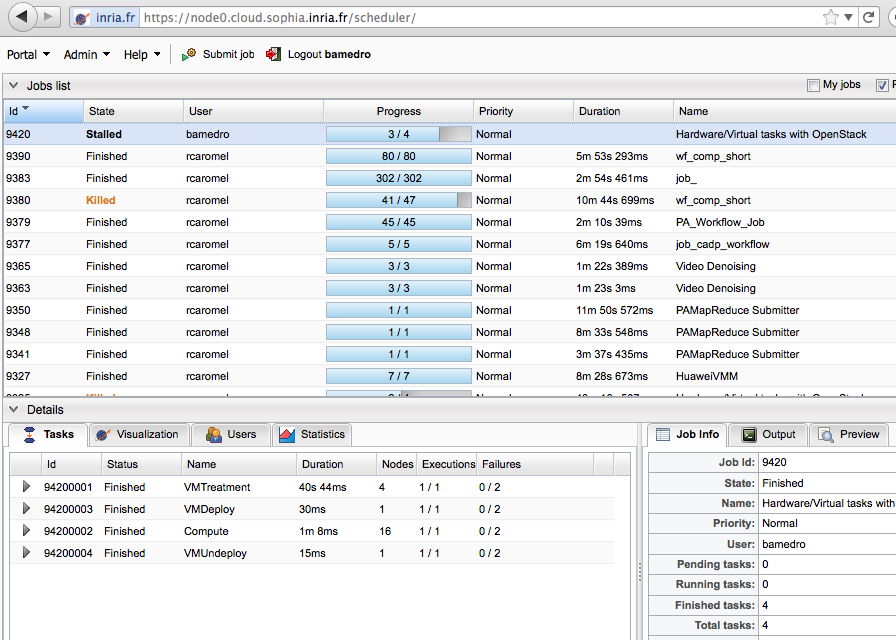 inria.fr https://node0.cloud.sophia.inria.fr/scheduler/
Portal Admin Help Submit job Logout bamedro
Jobs list My jobs
Id State User Progress Priority Duration Name
9420 Stalled bamedro 3 / 4 Normal Hardware/Virtual tasks with OpenStack
9390 Finished rcaromel 80 / 80 Normal 5m 53s 293ms wf_comp_short
9383 Finished rcaromel 302 / 302 Normal 2m 54s 461ms job_
9380 Killed rcaromel 41 / 47 Normal 10m 44s 699ms wf_comp_short
9379 Finished rcaromel 45 / 45 Normal 2m 10s 39ms PA_Workflow_Job
9377 Finished rcaromel 5 / 5 Normal 6m 19s 640ms job_cadp_workflow
9365 Finished rcaromel 3 / 3 Normal 1m 22s 389ms Video Denoising
9363 Finished rcaromel 3 / 3 Normal 1m 23s 3ms Video Denoising
9350 Finished rcaromel 1 / 1 Normal 11m 50s 572ms PAMapReduce Submitter
9348 Finished rcaromel 1 / 1 Normal 8m 33s 548ms PAMapReduce Submitter
9341 Finished rcaromel 1 / 1 Normal 3m 37s 435ms PAMapReduce Submitter
9327 Finished rcaromel 7 / 7 Normal 8m 28s 673ms HuaweiVMM
Details
Tasks Visualization Users Statistics Job Info Output Preview
Id Status Name Duration Nodes Executions Failures
94200001 Finished VMTreatment 40s 44ms 4 1 / 1 0 / 2
94200003 Finished VMDeploy 30ms 1 1 / 1 0 / 2
94200002 Finished Compute 1m 8ms 16 1 / 1 0 / 2
94200004 Finished VMUndeploy 15ms 1 1 / 1 0 / 2
Job Id: 9420
State: Finished
Name: Hardware/Virtual tasks with
Priority: Normal
User: bamedro
Pending tasks: 0
Running tasks: 0
Finished tasks: 4
Total tasks: 4